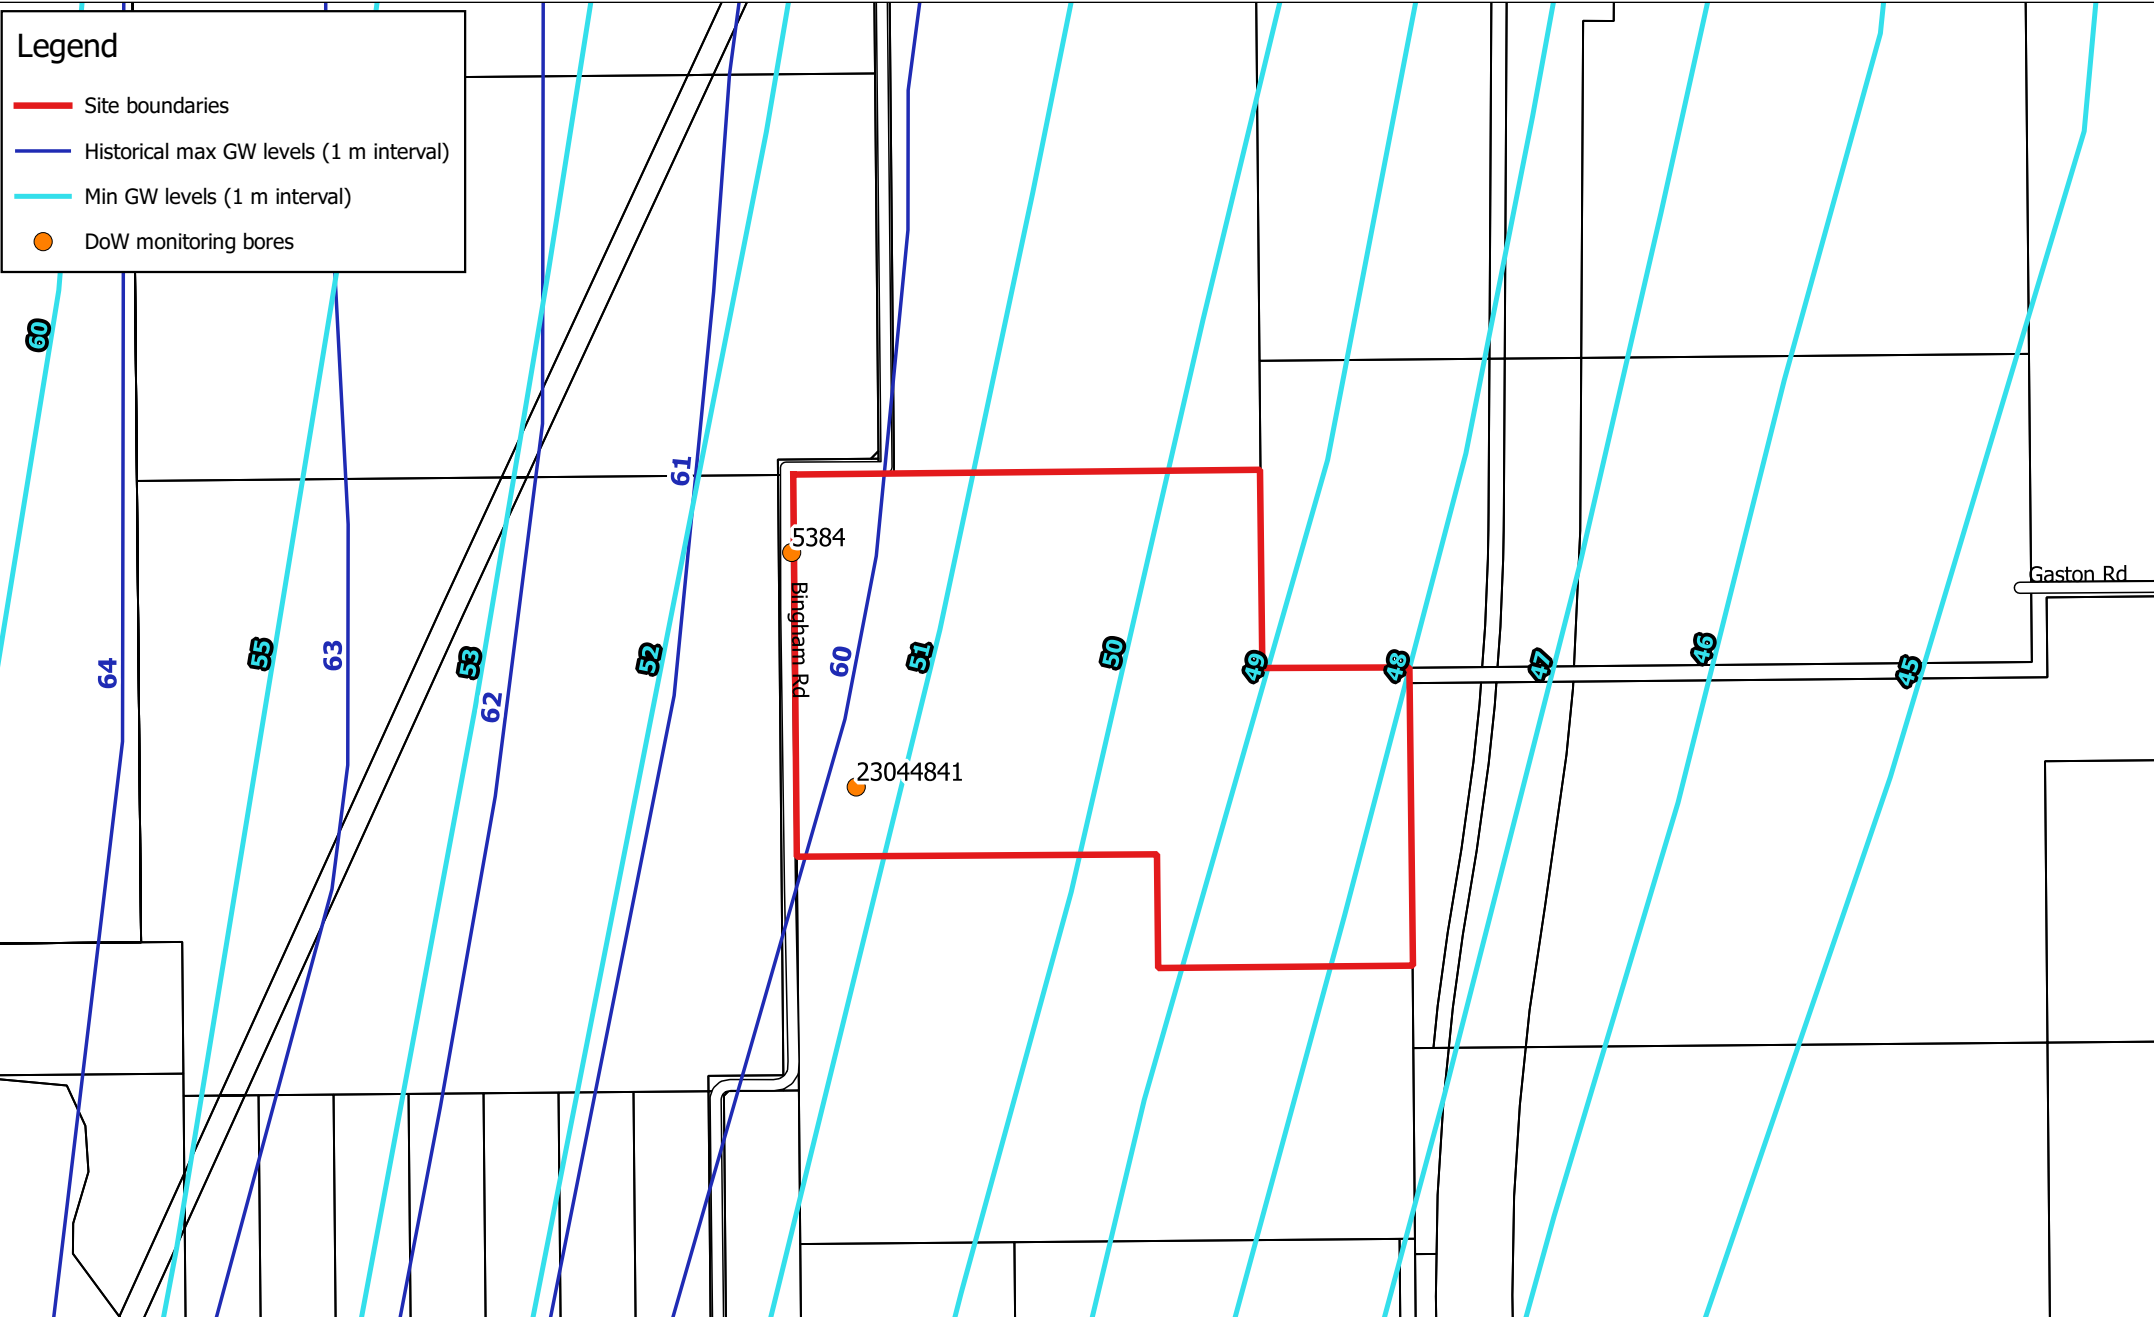 Legend
Site boundaries
Historical max GW levels (1 m interval)
Min GW levels (1 m interval)
DoW monitoring bores
60
61
5384
Gaston Rd
Bingham Rd
64
55
63
53
62
52
60
51
50
49
48
47
46
45
23044841